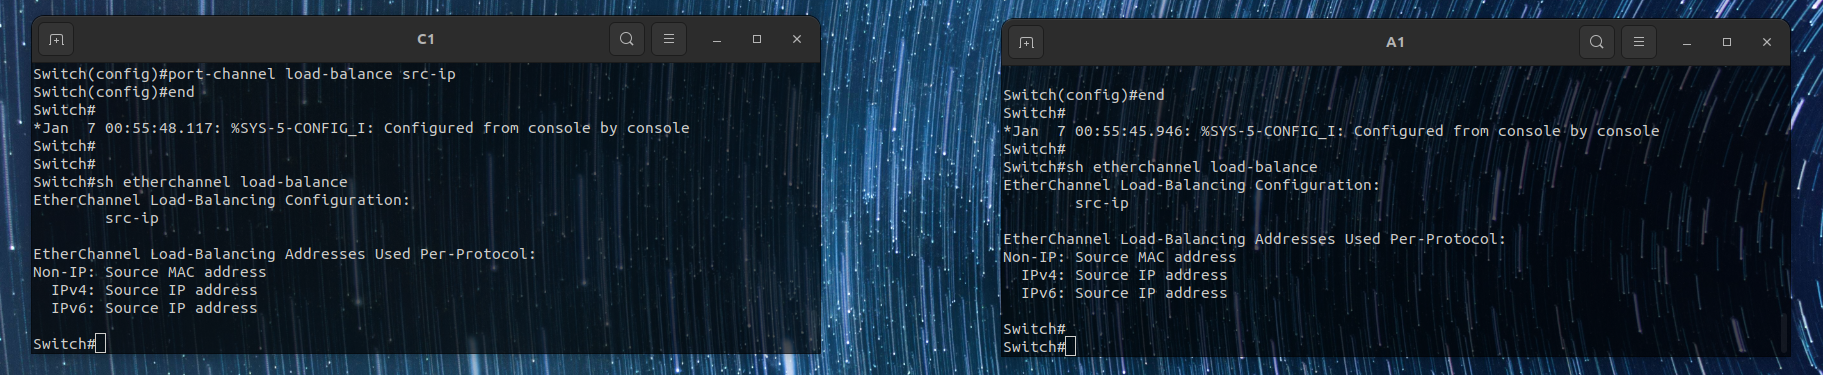 C1
Switch(config)#port-channel load-balance src-ip
Switch(config)#end
Switch#
*Jan  7 00:55:48.117: %SYS-5-CONFIG_I: Configured from console by console
Switch#
Switch#
Switch#sh etherchannel load-balance
EtherChannel Load-Balancing Configuration:
        src-ip
EtherChannel Load-Balancing Addresses Used Per-Protocol:
Non-IP: Source MAC address
  IPv4: Source IP address
  IPv6: Source IP address
Switch#
A1
Switch(config)#end
Switch#
*Jan  7 00:55:45.946: %SYS-5-CONFIG_I: Configured from console by console
Switch#
Switch#sh etherchannel load-balance
EtherChannel Load-Balancing Configuration:
        src-ip
EtherChannel Load-Balancing Addresses Used Per-Protocol:
Non-IP: Source MAC address
  IPv4: Source IP address
  IPv6: Source IP address
Switch#
Switch#